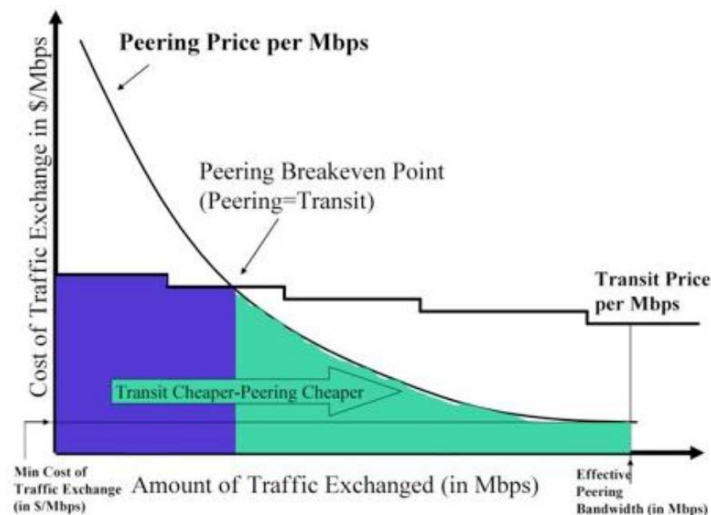 Cost of Traffic Exchange in $/Mbps
Peering Price per Mbps
Peering Breakeven Point
(Peering=Transit)
Transit Price
per Mbps
Transit Cheaper-Peering Cheaper
Min Cost of
Traffic Exchange
(in $/Mbps)
Amount of Traffic Exchanged (in Mbps)
Effective
Peering
Bandwidth (in Mbps)